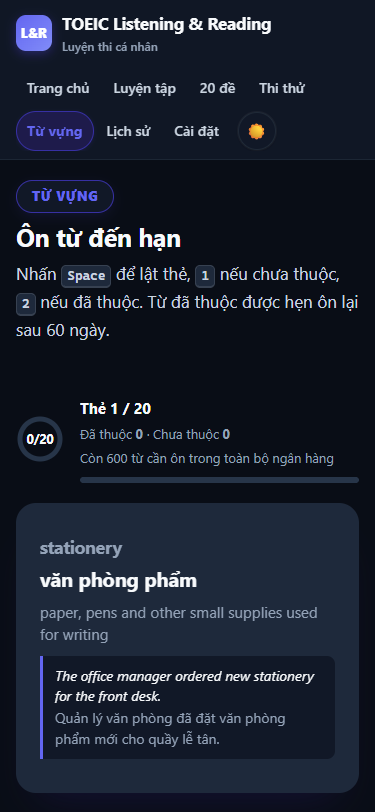 L&R
TOEIC Listening & Reading
Luyện thi cá nhân
Trang chủ Luyện tập 20 đề Thi thử
Từ vựng Lịch sử Cài đặt
TỪ VỰNG
Ôn từ đến hạn
Nhấn Space để lật thẻ, 1 nếu chưa thuộc,
2 nếu đã thuộc. Từ đã thuộc được hẹn ôn lại
sau 60 ngày.
0/20
Thẻ 1 / 20
Đã thuộc 0 · Chưa thuộc 0
Còn 600 từ cần ôn trong toàn bộ ngân hàng
stationery
văn phòng phẩm
paper, pens and other small supplies used
for writing
The office manager ordered new stationery
for the front desk.
Quản lý văn phòng đã đặt văn phòng
phẩm mới cho quầy lễ tân.